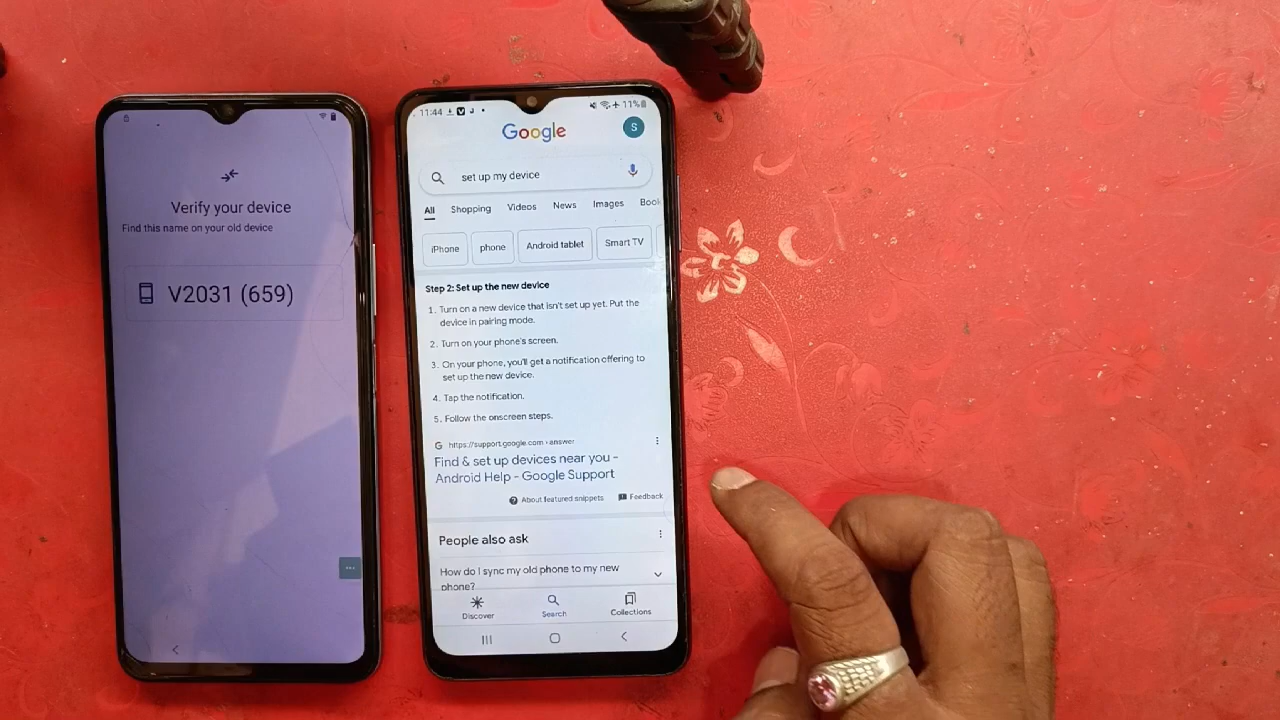 Verify your device
Find this name on your old device
V2031 (659)
11:44
11%
Google
S
set up my device
All Shopping Videos News Images Book
iPhone phone Android tablet Smart TV
Step 2: Set up the new device
1. Turn on a new device that isn't set up yet. Put the
device in pairing mode.
2. Turn on your phone's screen.
3. On your phone, you'll get a notification offering to
set up the new device.
4. Tap the notification.
5. Follow the onscreen steps.
G https://support.google.com › answer
Find & set up devices near you -
Android Help - Google Support
About featured snippets Feedback
People also ask
How do I sync my old phone to my new
phone?
Discover Search Collections